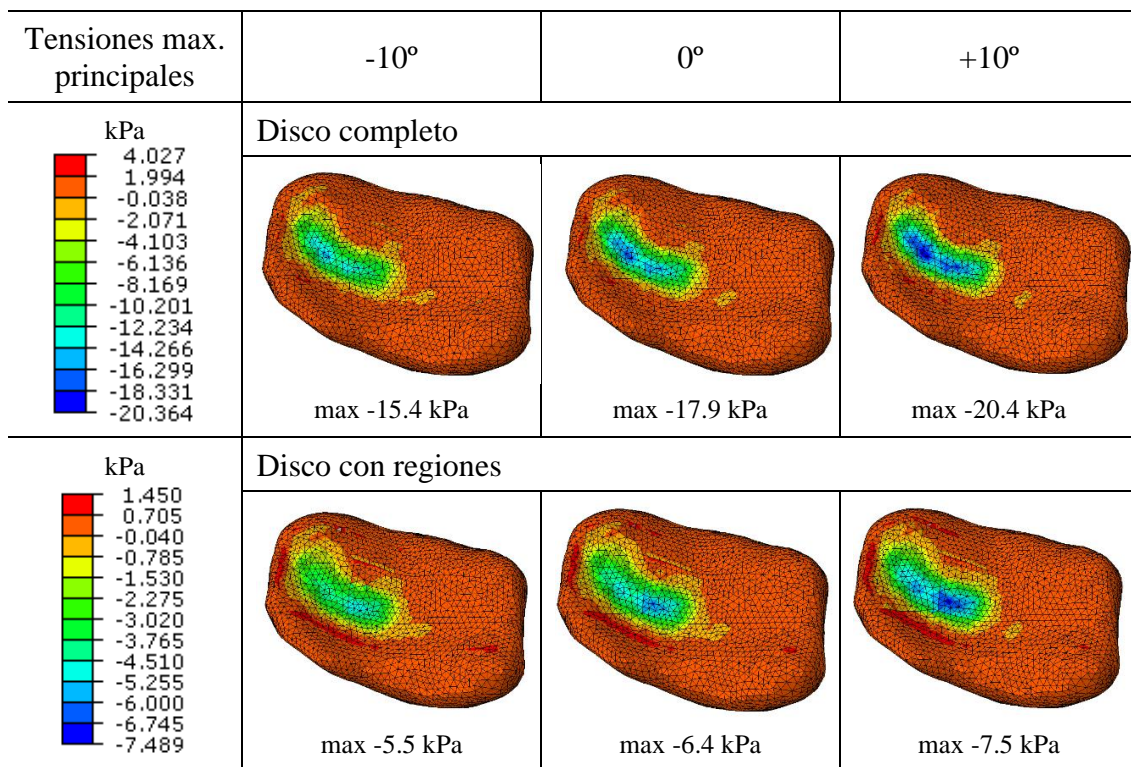 Tensiones max.
principales
-10º
0º
+10º
kPa
4.027
1.994
-0.038
-2.071
-4.103
-6.136
-8.169
-10.201
-12.234
-14.266
-16.299
-18.331
-20.364
Disco completo
max -15.4 kPa
max -17.9 kPa
max -20.4 kPa
kPa
1.450
0.705
-0.040
-0.785
-1.530
-2.275
-3.020
-3.765
-4.510
-5.255
-6.000
-6.745
-7.489
Disco con regiones
max -5.5 kPa
max -6.4 kPa
max -7.5 kPa